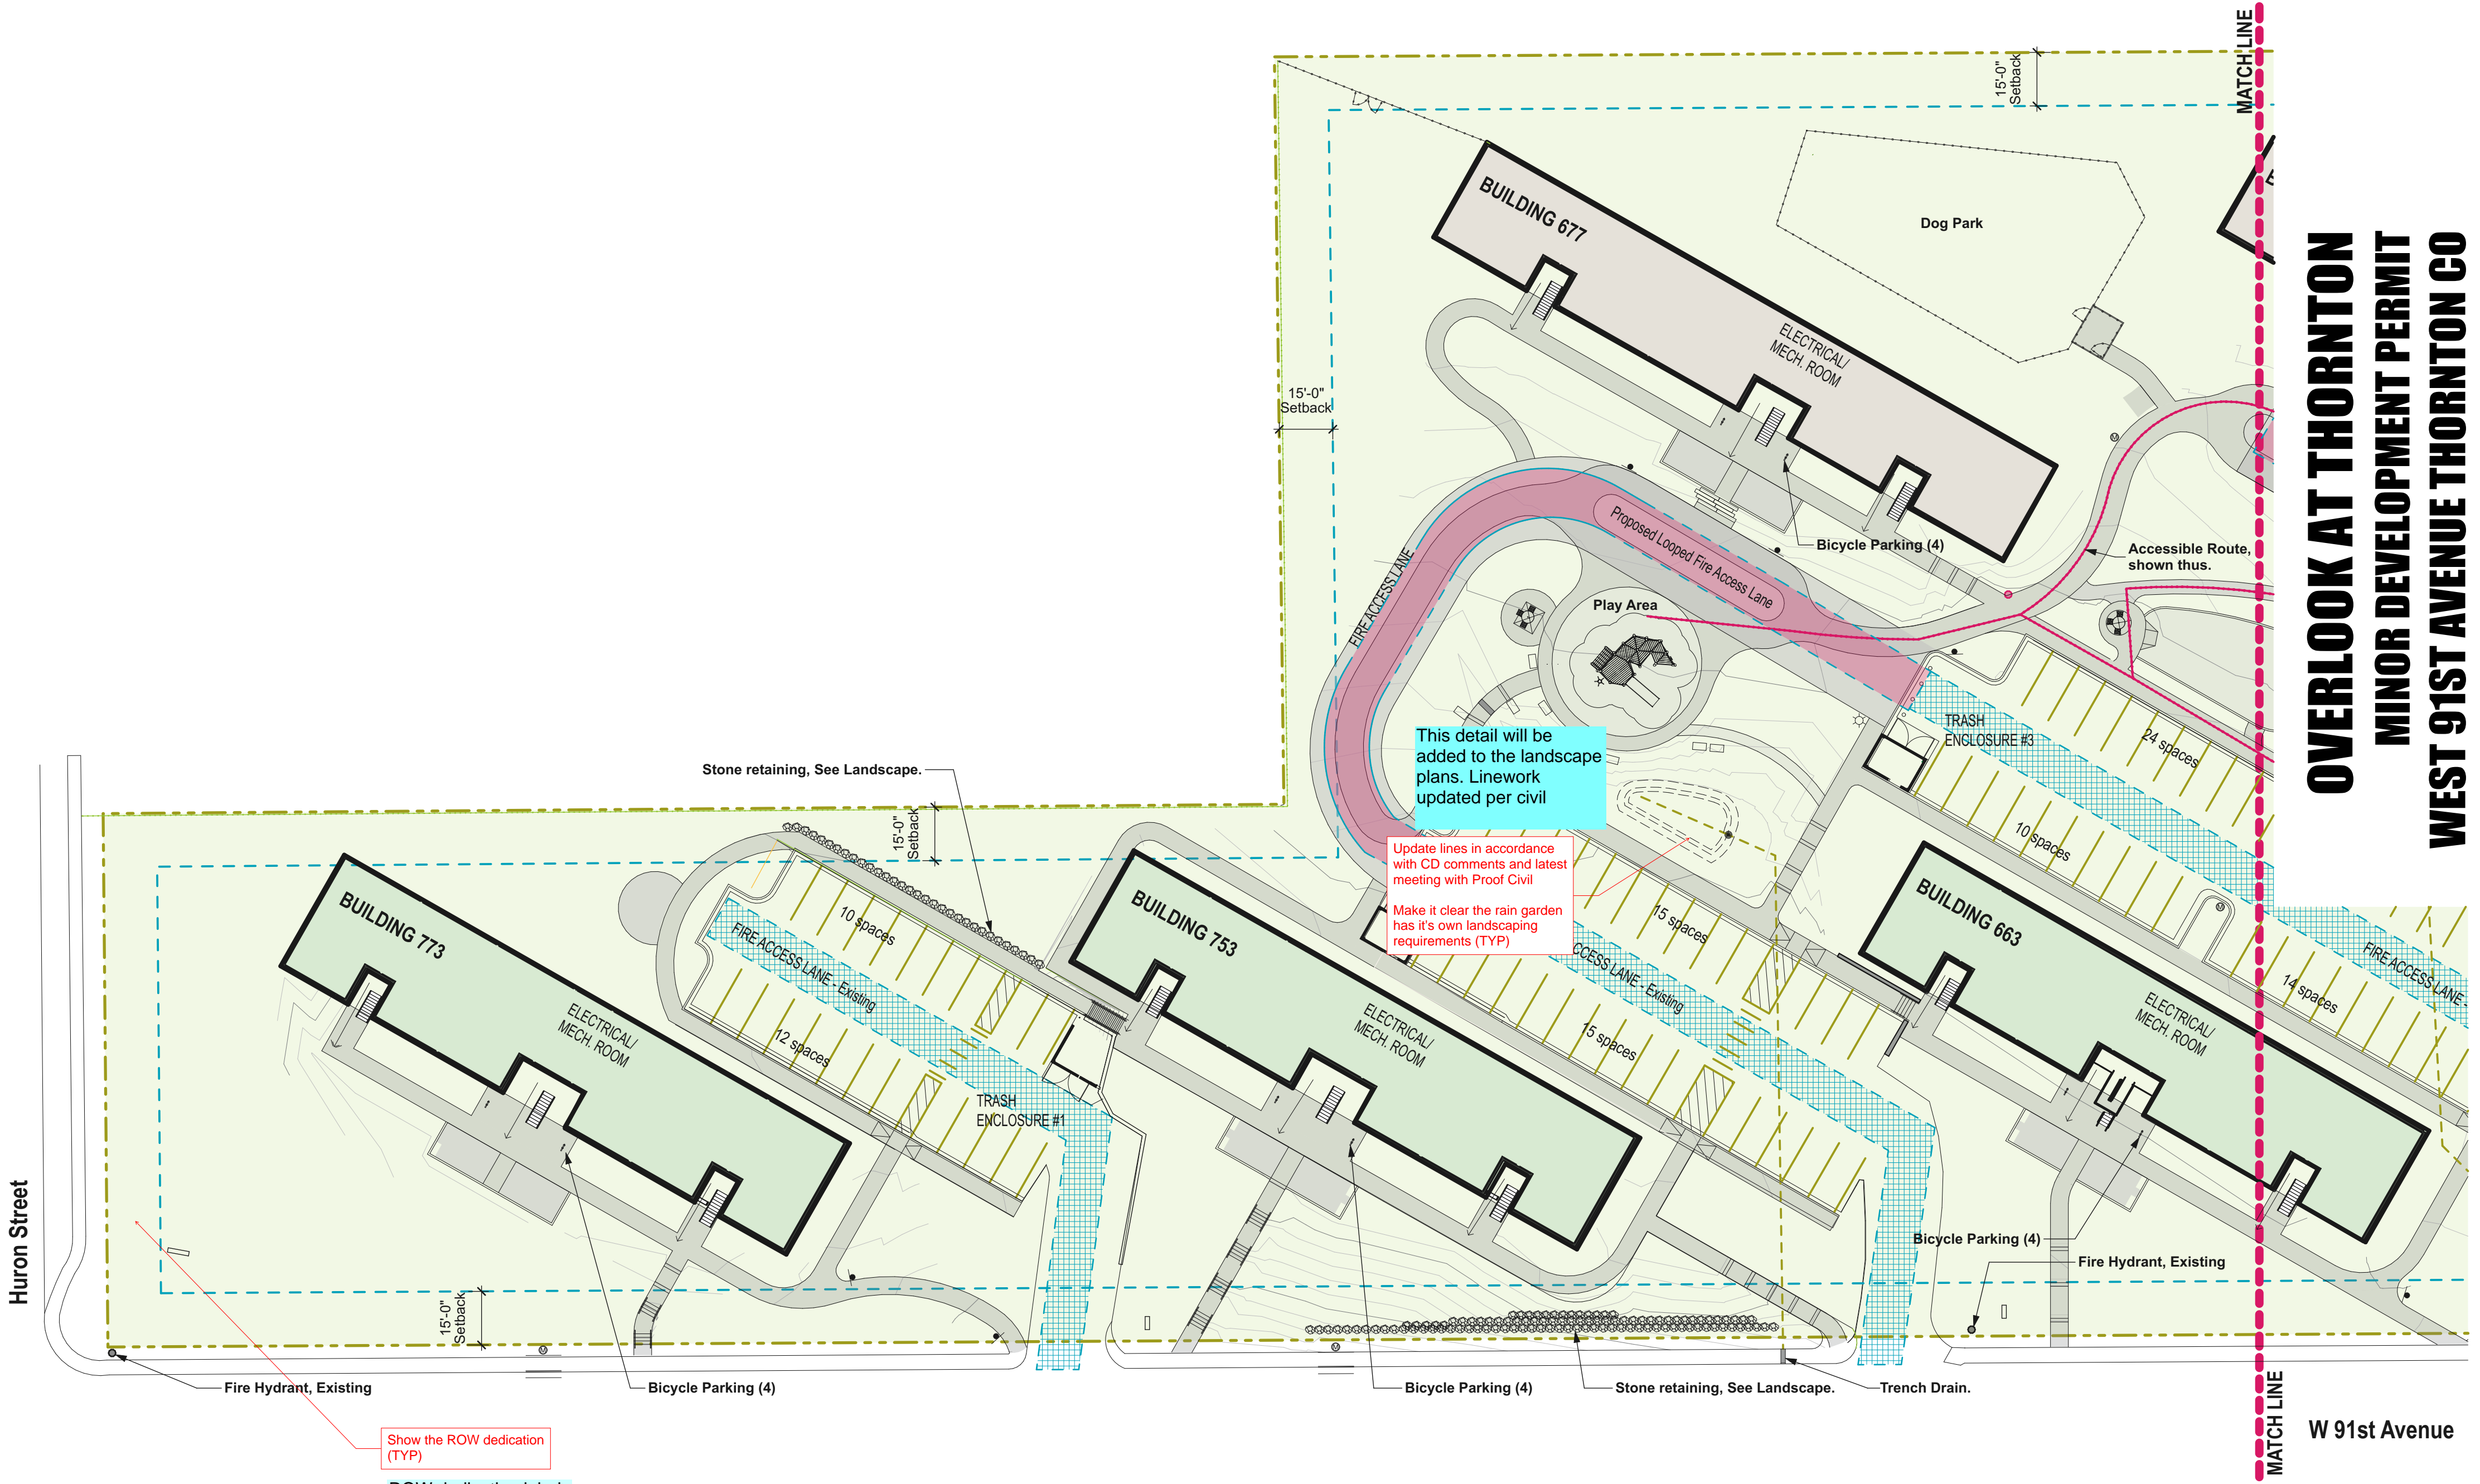 MATCH LINE
15'-0"
Setback
OVERLOOK AT THORNTON
MINOR DEVELOPMENT PERMIT
WEST 91ST AVENUE THORNTON CO
BUILDING 677
Dog Park
ELECTRICAL/
MECH. ROOM
15'-0"
Setback
Bicycle Parking (4)
Accessible Route,
shown thus.
Proposed Looped Fire Access Lane
FIRE ACCESS LANE
Play Area
TRASH
ENCLOSURE #3
24 spaces
10 spaces
This detail will be
added to the landscape
plans. Linework
updated per civil
Update lines in accordance
with CD comments and latest
meeting with Proof Civil
Make it clear the rain garden
has it's own landscaping
requirements (TYP)
Stone retaining, See Landscape.
15'-0"
Setback
BUILDING 773
ELECTRICAL/
MECH. ROOM
10 spaces
FIRE ACCESS LANE - Existing
12 spaces
TRASH
ENCLOSURE #1
BUILDING 753
ELECTRICAL/
MECH. ROOM
15 spaces
CCESS LANE - Existing
15 spaces
BUILDING 663
ELECTRICAL/
MECH. ROOM
14 spaces
FIRE ACCESS LANE -
Huron Street
15'-0"
Setback
Bicycle Parking (4)
Fire Hydrant, Existing
Fire Hydrant, Existing
Bicycle Parking (4)
Bicycle Parking (4)
Stone retaining, See Landscape.
Trench Drain.
MATCH LINE
W 91st Avenue
Show the ROW dedication
(TYP)